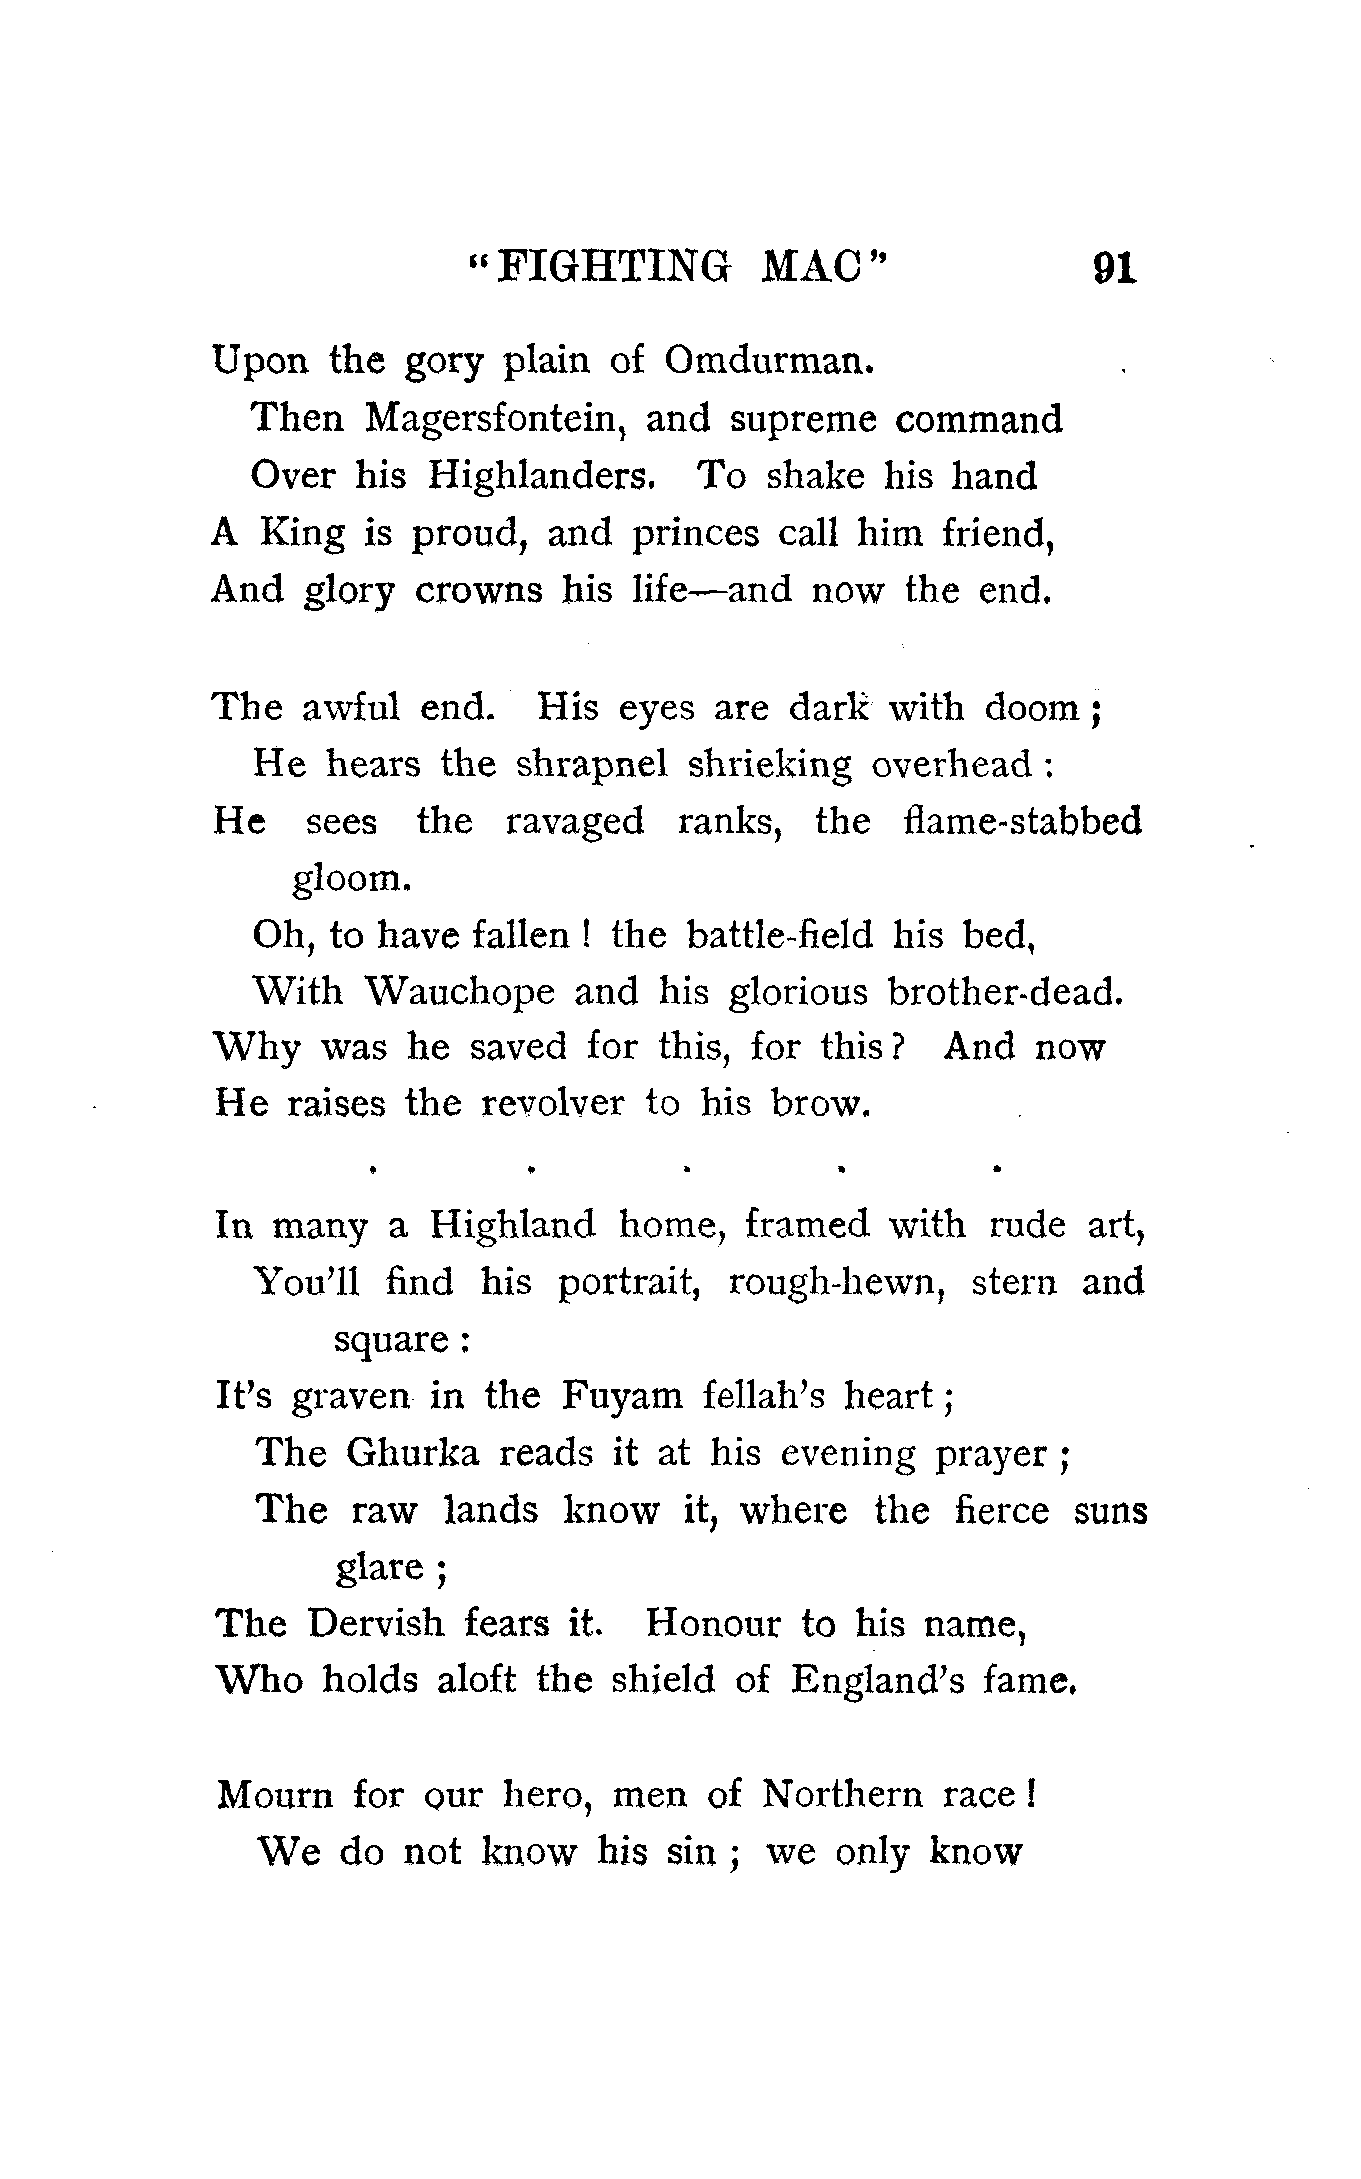 "FIGHTING MAC" 91
Upon the gory plain of Omdurman.
Then Magersfontein, and supreme command
Over his Highlanders. To shake his hand
A King is proud, and princes call him friend,
And glory crowns his life—and now the end.
The awful end. His eyes are dark with doom;
He hears the shrapnel shrieking overhead:
He sees the ravaged ranks, the flame-stabbed
gloom.
Oh, to have fallen! the battle-field his bed,
With Wauchope and his glorious brother-dead.
Why was he saved for this, for this? And now
He raises the revolver to his brow.
. . . . .
In many a Highland home, framed with rude art,
You'll find his portrait, rough-hewn, stern and
square:
It's graven in the Fuyam fellah's heart;
The Ghurka reads it at his evening prayer;
The raw lands know it, where the fierce suns
glare;
The Dervish fears it. Honour to his name,
Who holds aloft the shield of England's fame.
Mourn for our hero, men of Northern race!
We do not know his sin; we only know